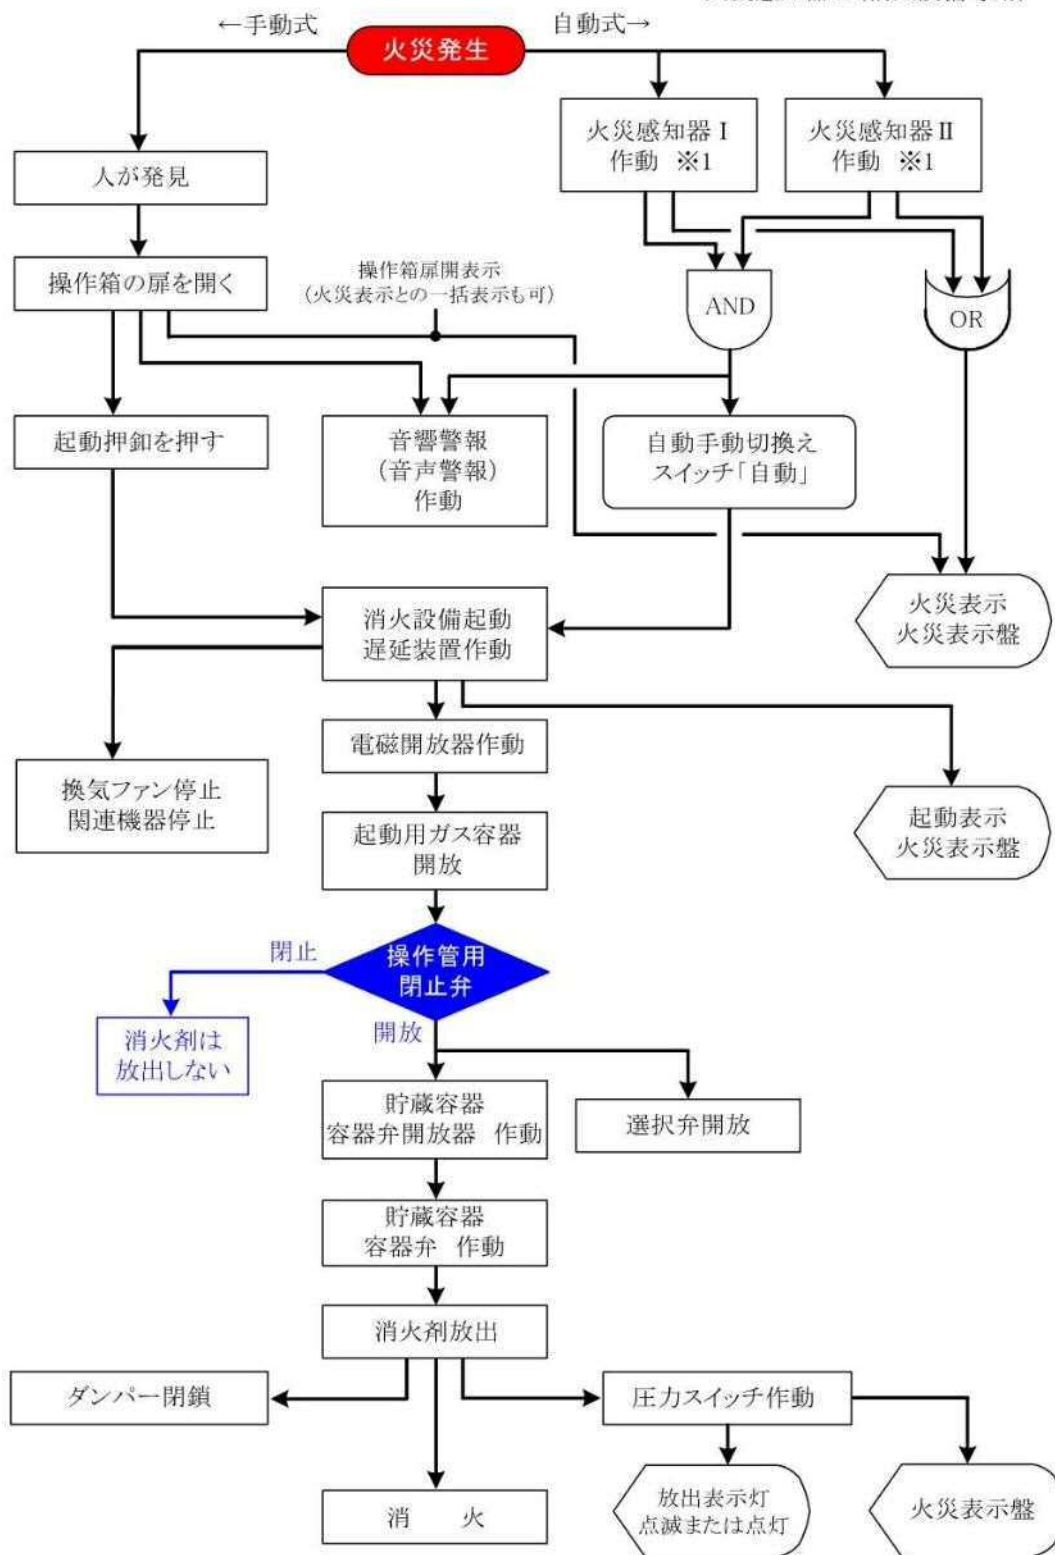 ←手動式
火災発生
自動式→
火災感知器Ⅰ
作動 ※1
火災感知器Ⅱ
作動 ※1
人が発見
操作箱の扉を開く
操作箱扉開表示
(火災表示との一括表示も可)
AND
OR
起動押釦を押す
音響警報
(音声警報)
作動
自動手動切換え
スイッチ「自動」
火災表示
火災表示盤
消火設備起動
遅延装置作動
電磁開放器作動
換気ファン停止
関連機器停止
起動表示
火災表示盤
起動用ガス容器
開放
操作管用
閉止弁
閉止
消火剤は
放出しない
開放
貯蔵容器
容器弁開放器 作動
選択弁開放
貯蔵容器
容器弁 作動
消火剤放出
ダンパー閉鎖
圧力スイッチ作動
消 火
放出表示灯
点滅または点灯
火災表示盤